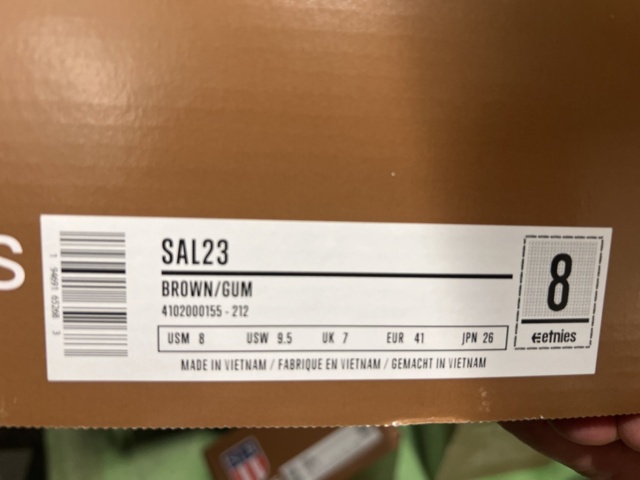 S
SAL23
BROWN/GUM
4102000155 - 212
USM 8 USW 9.5 UK 7 EUR 41 JPN 26
MADE IN VIETNAM / FABRIQUE EN VIETNAM / GEMACHT IN VIETNAM
8
etnies